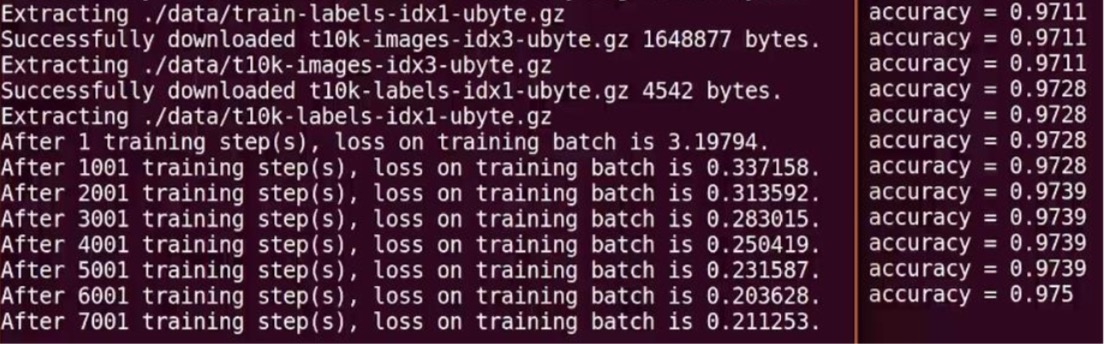 Extracting ./data/train-labels-idx1-ubyte.gz
Successfully downloaded t10k-images-idx3-ubyte.gz 1648877 bytes.
Extracting ./data/t10k-images-idx3-ubyte.gz
Successfully downloaded t10k-labels-idx1-ubyte.gz 4542 bytes.
Extracting ./data/t10k-labels-idx1-ubyte.gz
After 1 training step(s), loss on training batch is 3.19794.
After 1001 training step(s), loss on training batch is 0.337158.
After 2001 training step(s), loss on training batch is 0.313592.
After 3001 training step(s), loss on training batch is 0.283015.
After 4001 training step(s), loss on training batch is 0.250419.
After 5001 training step(s), loss on training batch is 0.231587.
After 6001 training step(s), loss on training batch is 0.203628.
After 7001 training step(s), loss on training batch is 0.211253.
accuracy = 0.9711
accuracy = 0.9711
accuracy = 0.9711
accuracy = 0.9728
accuracy = 0.9728
accuracy = 0.9728
accuracy = 0.9728
accuracy = 0.9739
accuracy = 0.9739
accuracy = 0.9739
accuracy = 0.9739
accuracy = 0.975